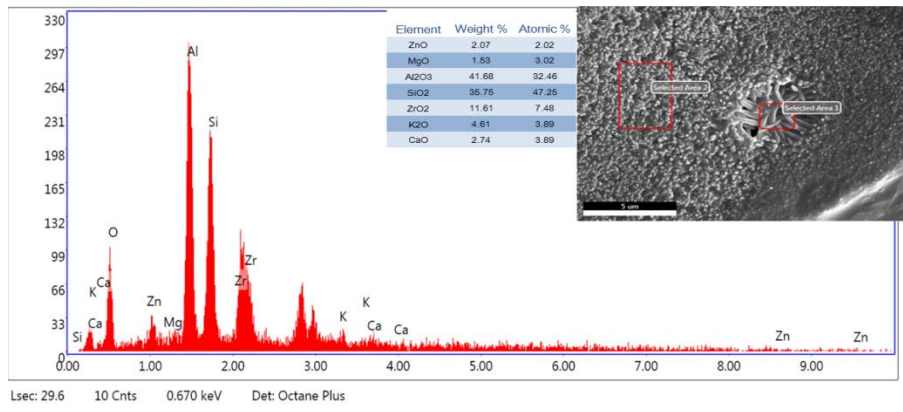 330
297
264
231
198
165
132
99
66
33
0
Al
Si
O
Zr
Zr
Ca
K
Ca
Si
Zn
Mg
K
K
Ca
Ca
Zn
Zn
0.00 1.00 2.00 3.00 4.00 5.00 6.00 7.00 8.00 9.00
Element Weight % Atomic %
ZnO 2.07 2.02
MgO 1.53 3.02
Al2O3 41.68 32.46
SiO2 35.75 47.25
ZrO2 11.61 7.48
K2O 4.61 3.89
CaO 2.74 3.89
Selected Area 2
Selected Area 1
5 um
Lsec: 29.6 10 Cnts 0.670 keV Det: Octane Plus